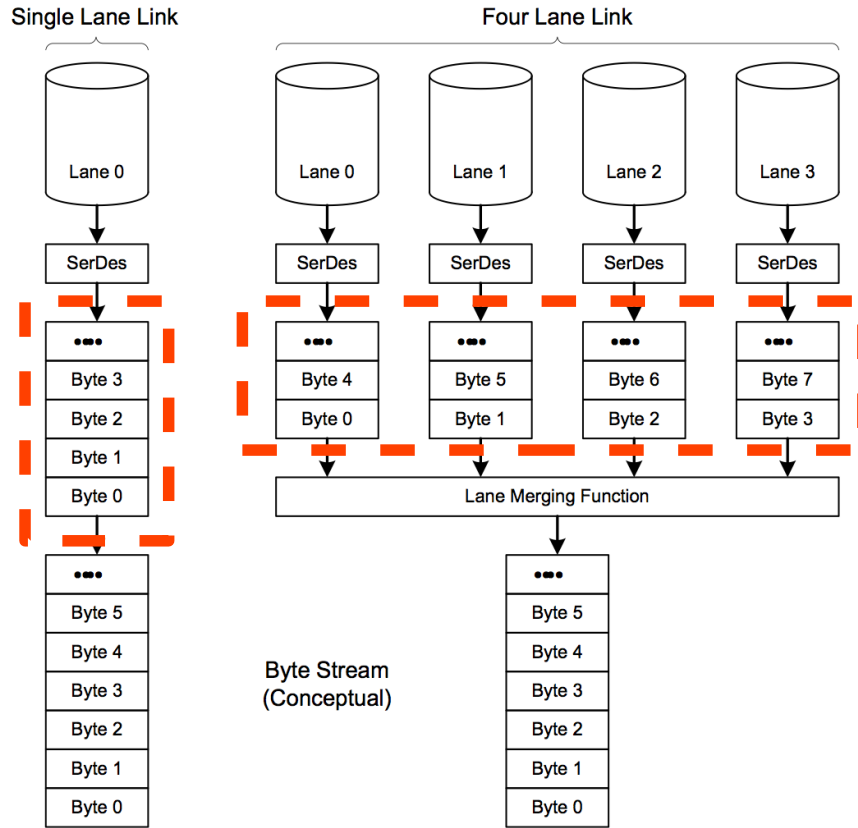 Single Lane Link
Four Lane Link
Lane 0
Lane 0
Lane 1
Lane 2
Lane 3
SerDes
SerDes
SerDes
SerDes
SerDes
••••
Byte 3
Byte 2
Byte 1
Byte 0
••••
Byte 4
Byte 0
••••
Byte 5
Byte 1
••••
Byte 6
Byte 2
••••
Byte 7
Byte 3
Lane Merging Function
••••
Byte 5
Byte 4
Byte 3
Byte 2
Byte 1
Byte 0
Byte Stream
(Conceptual)
••••
Byte 5
Byte 4
Byte 3
Byte 2
Byte 1
Byte 0